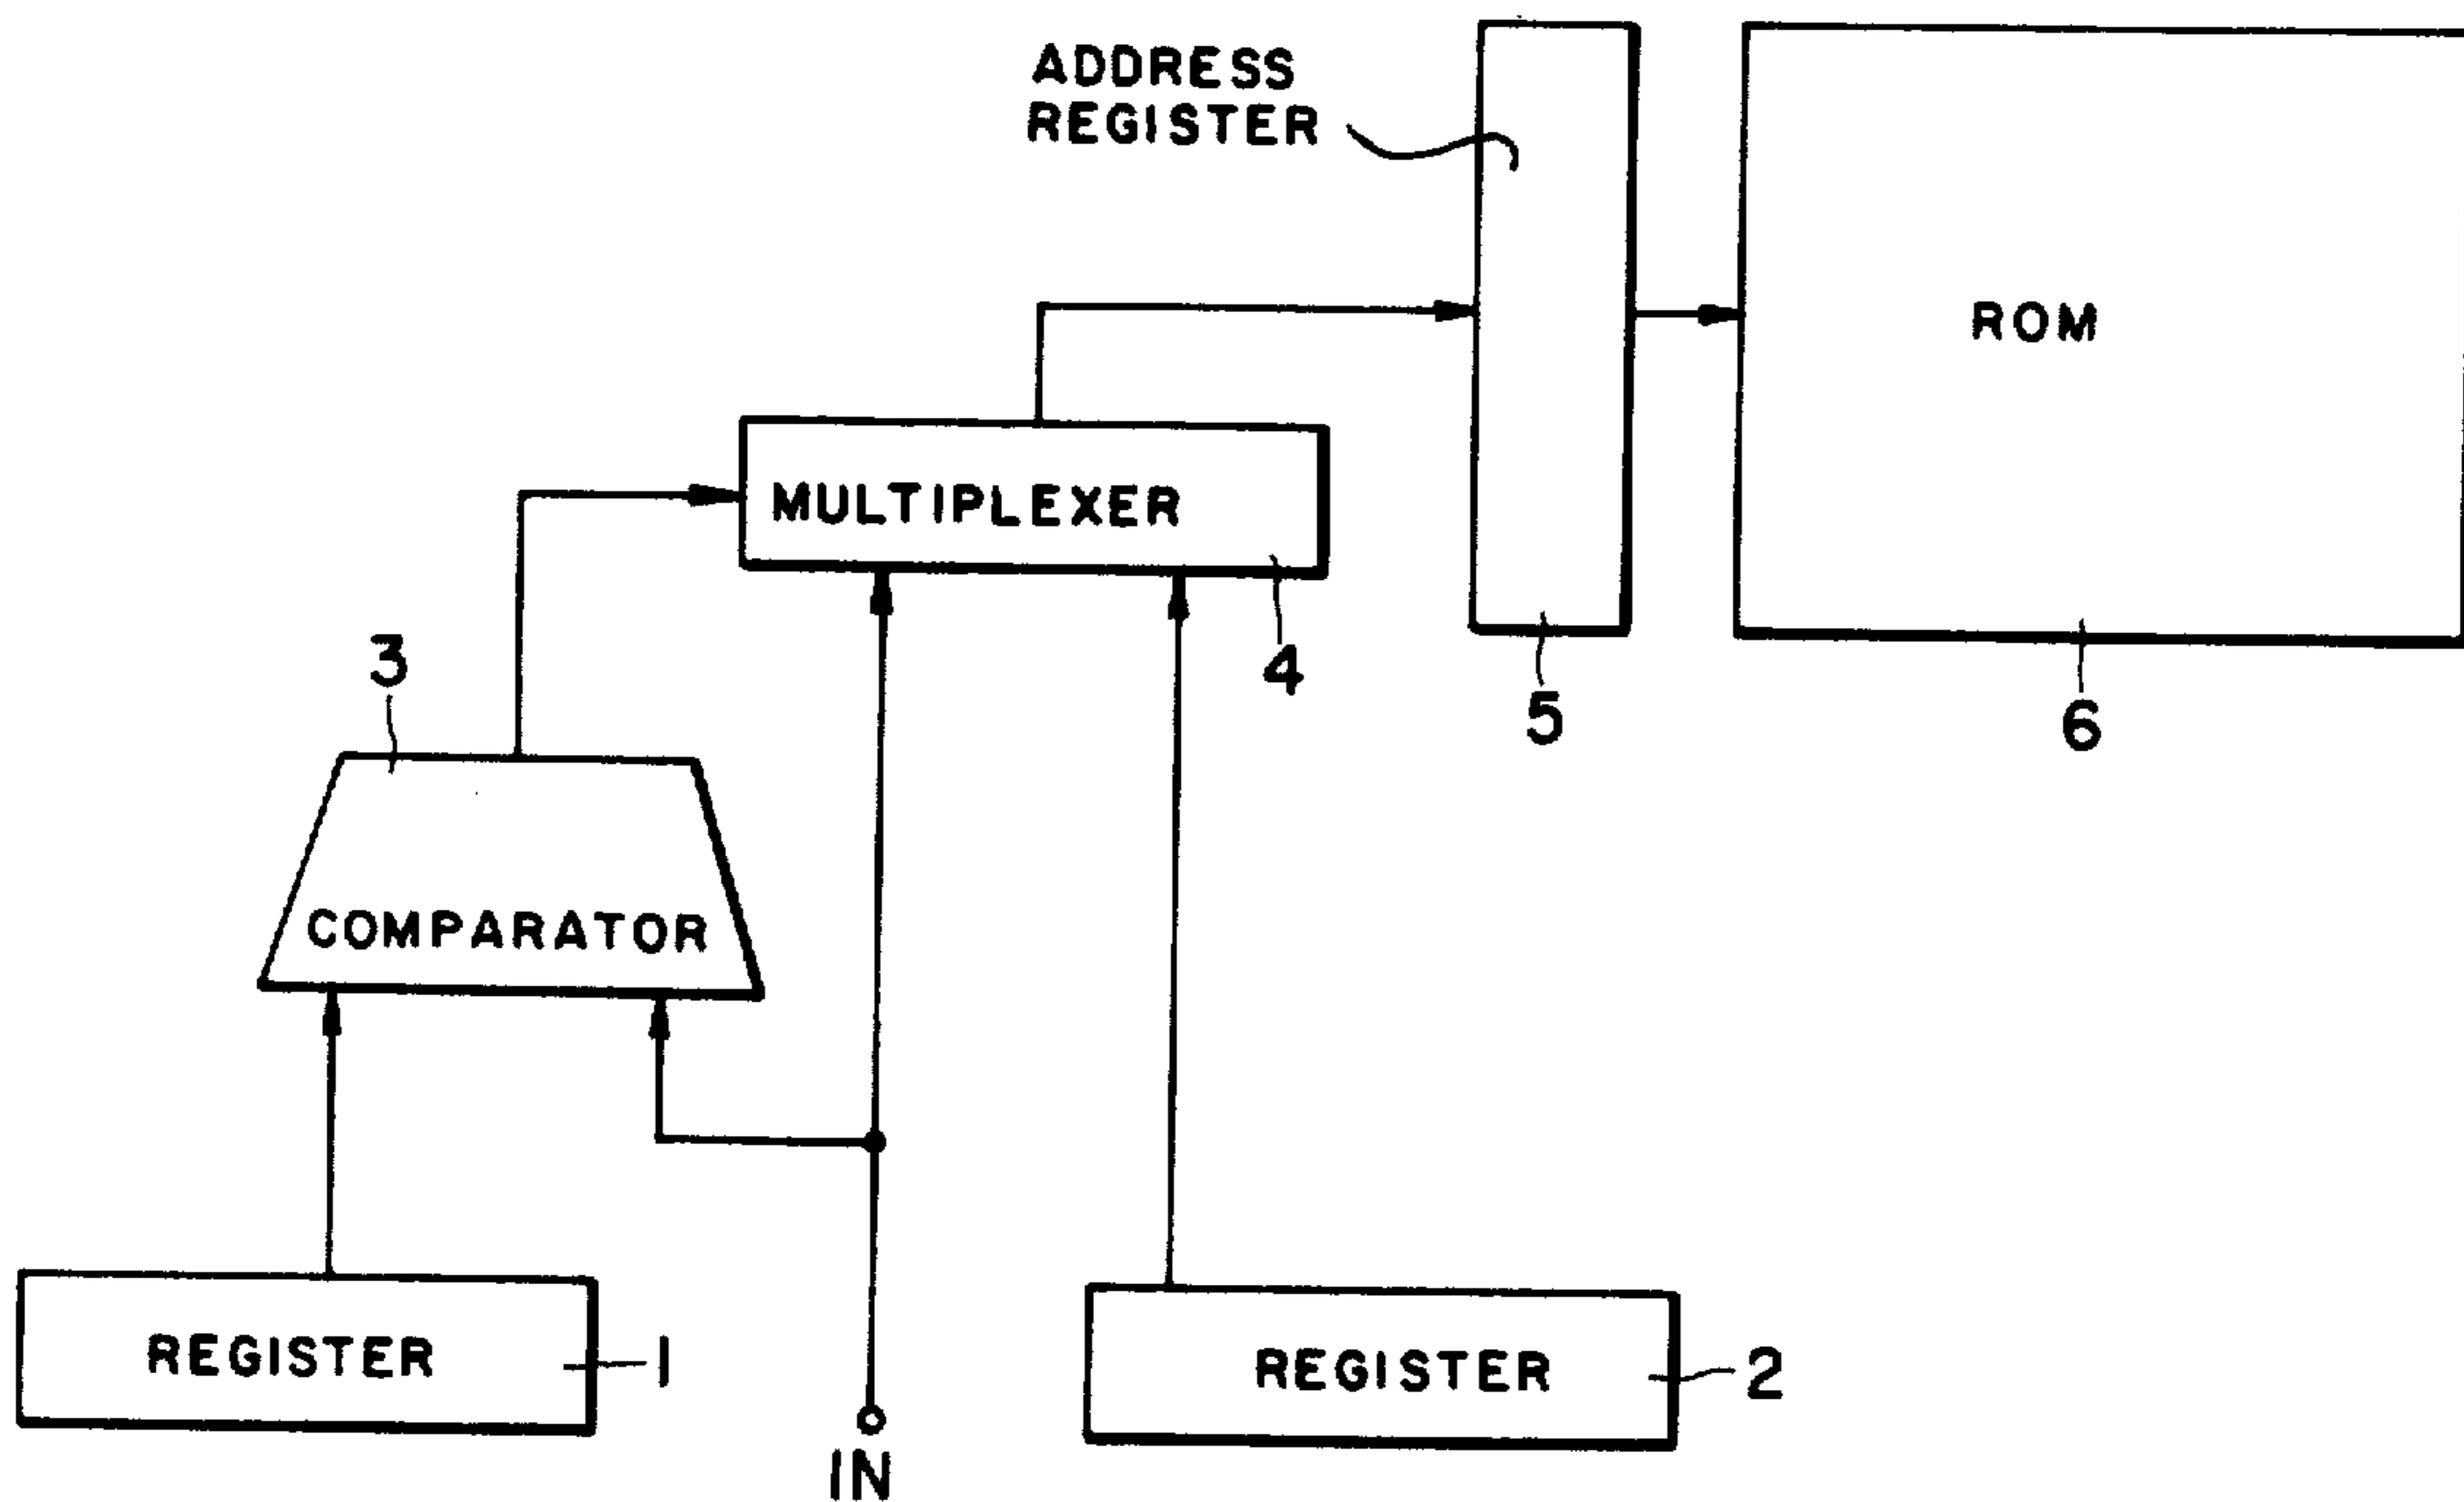 ADDRESS
REGISTER
ROM
MULTIPLEXER
3
4
5
6
COMPARATOR
REGISTER
1
REGISTER
2
IN